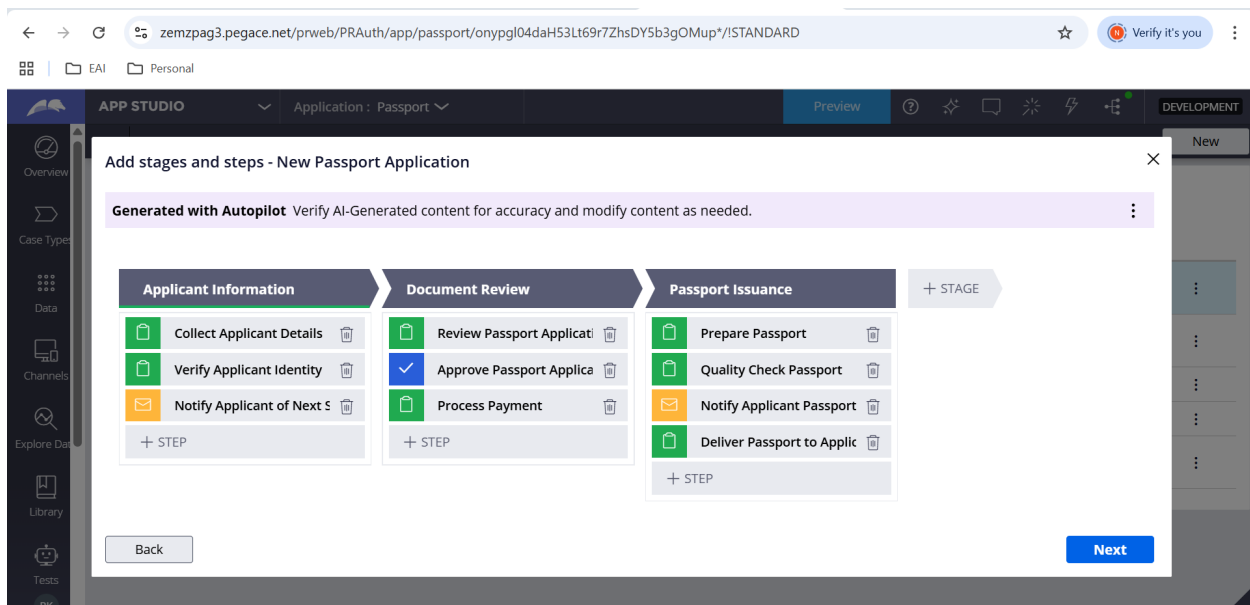 zemzpag3.pegace.net/prweb/PRAuth/app/passport/onypgl04daH53Lt69r7ZhsDY5b3gOMup*/!STANDARD
N
Verify it's you
EAI
Personal
APP STUDIO
Application : Passport
Preview
DEVELOPMENT
New
Overview
Case Types
Data
Channels
Explore Dat
Library
Tests
Add stages and steps - New Passport Application
Generated with Autopilot Verify AI-Generated content for accuracy and modify content as needed.
Applicant Information
Collect Applicant Details
Verify Applicant Identity
Notify Applicant of Next S
+ STEP
Document Review
Review Passport Applicati
Approve Passport Applica
Process Payment
+ STEP
Passport Issuance
Prepare Passport
Quality Check Passport
Notify Applicant Passport
Deliver Passport to Applic
+ STEP
+ STAGE
Back
Next